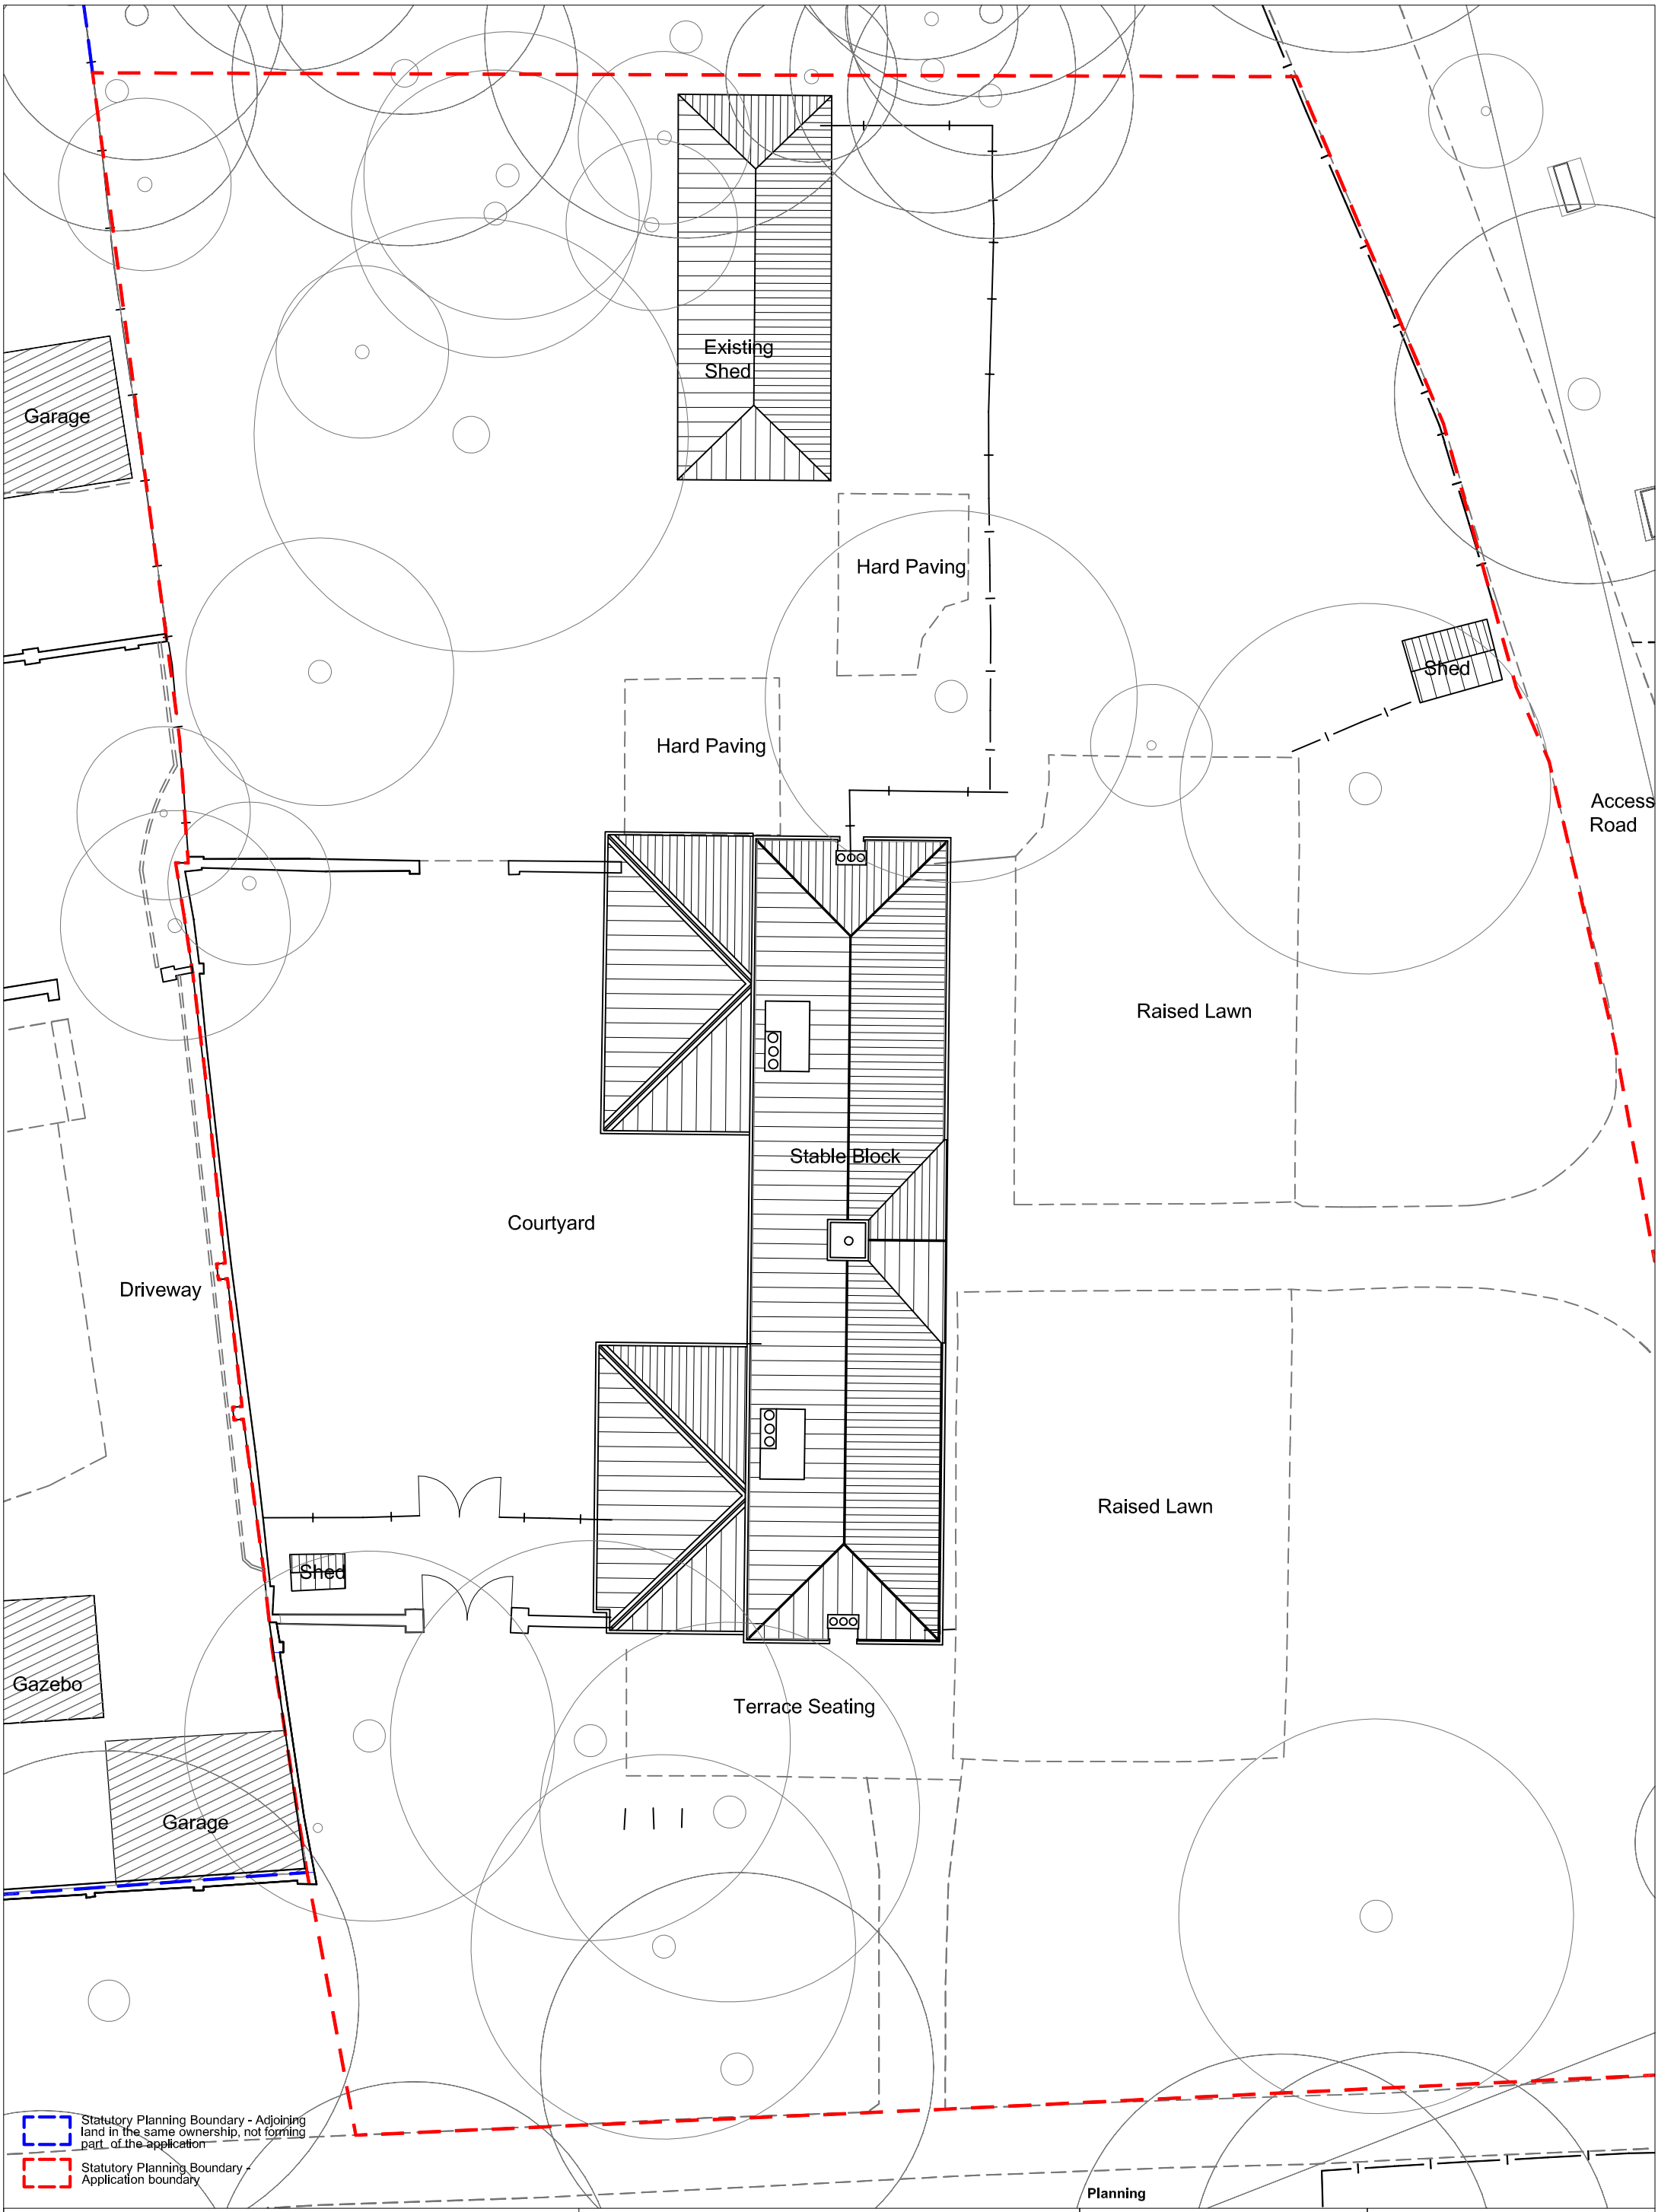 Existing
Shed
Garage
Hard Paving
Shed
Hard Paving
Access
Road
Raised Lawn
Stable Block
Courtyard
Driveway
Raised Lawn
Shed
Gazebo
Terrace Seating
Garage
Statutory Planning Boundary - Adjoining
land in the same ownership, not forming
part of the application
Statutory Planning Boundary -
Application boundary
Planning